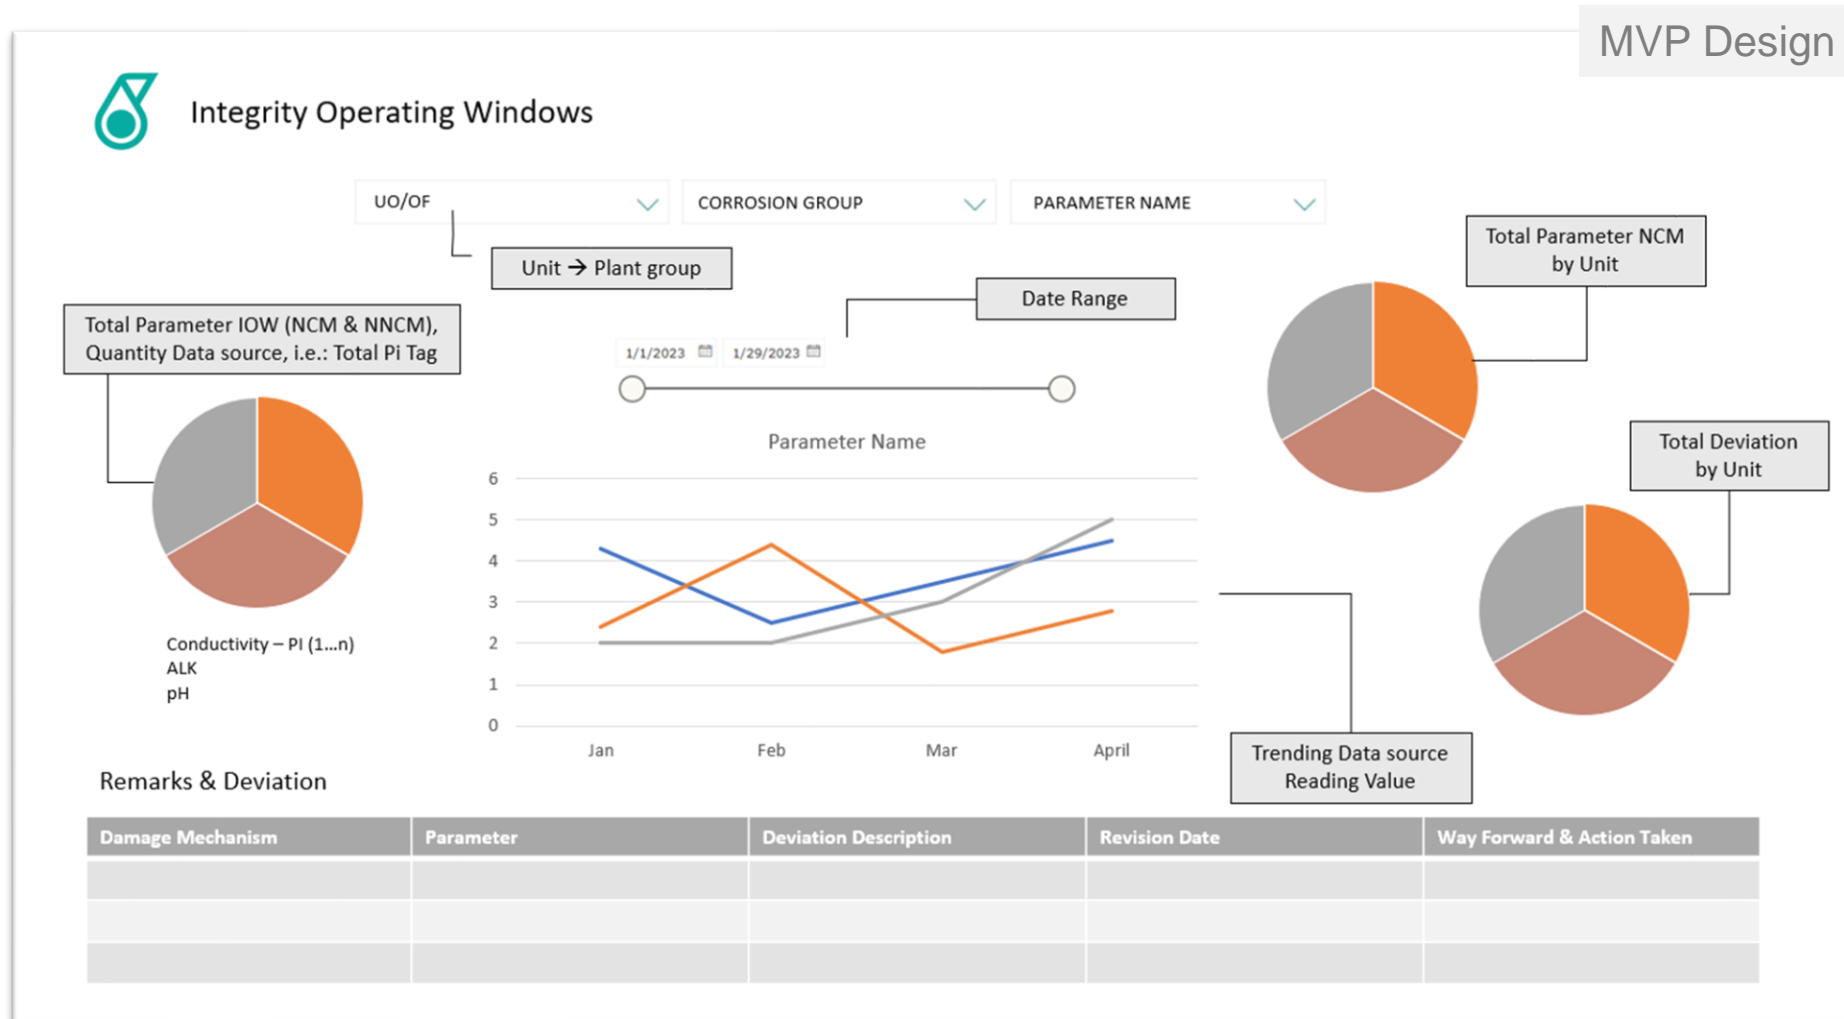 MVP Design
Integrity Operating Windows
UO/OF
CORROSION GROUP
PARAMETER NAME
Unit → Plant group
Date Range
Total Parameter NCM
by Unit
Total Parameter IOW (NCM & NNCM),
Quantity Data source, i.e.: Total Pi Tag
1/1/2023
1/29/2023
Total Deviation
by Unit
Parameter Name
6
5
4
3
2
1
0
Jan
Feb
Mar
April
Conductivity – PI (1...n)
ALK
pH
Trending Data source
Reading Value
Remarks & Deviation
Damage Mechanism
Parameter
Deviation Description
Revision Date
Way Forward & Action Taken